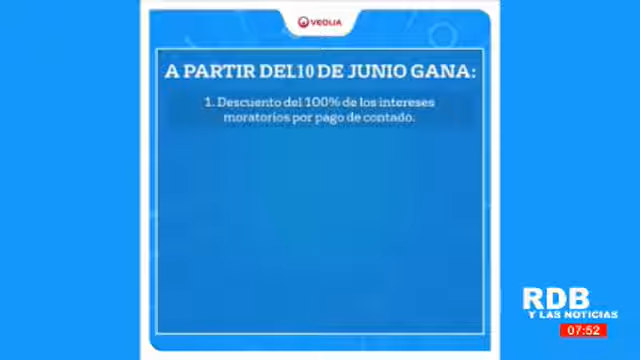 VEOLIA
A PARTIR DEL10 DE JUNIO GANA:
1. Descuento del 100% de los intereses
moratorios por pago de contado.
RDB
Y LAS NOTICIAS
07:52